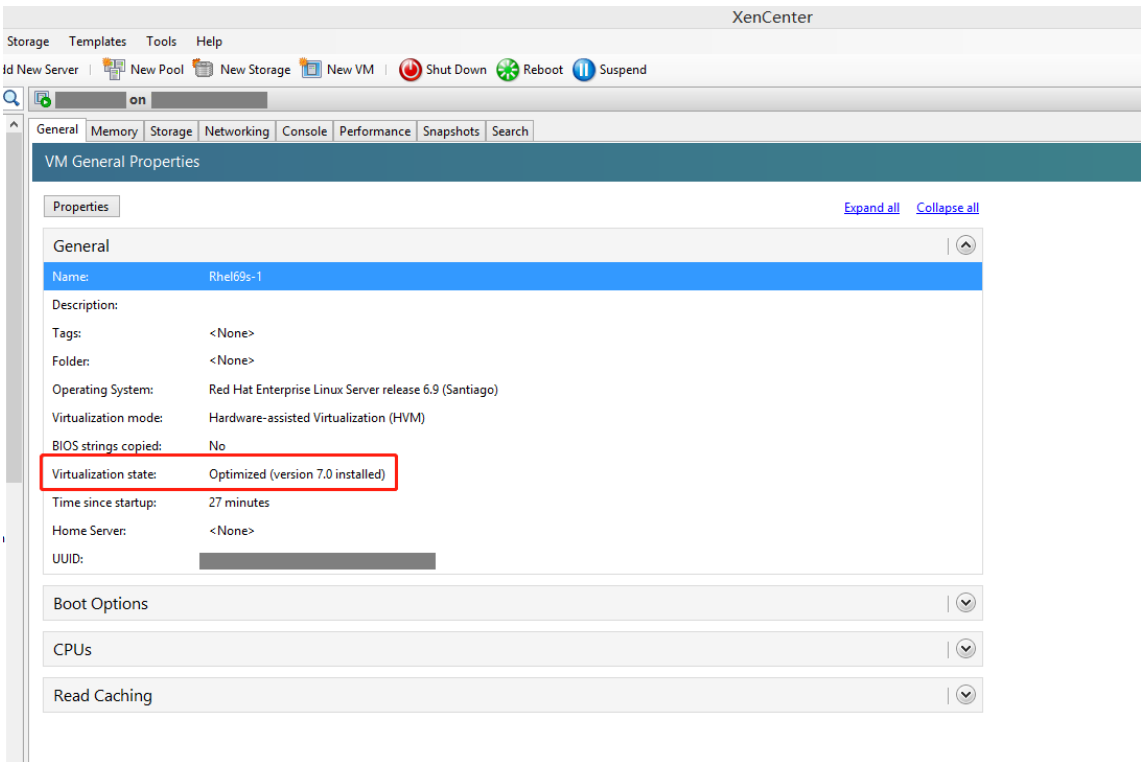 XenCenter
Storage Templates Tools Help
New Server New Pool New Storage New VM Shut Down Reboot Suspend
on
General Memory Storage Networking Console Performance Snapshots Search
VM General Properties
Properties Expand all Collapse all
General
Name: Rhel69s-1
Description:
Tags: <None>
Folder: <None>
Operating System: Red Hat Enterprise Linux Server release 6.9 (Santiago)
Virtualization mode: Hardware-assisted Virtualization (HVM)
BIOS strings copied: No
Virtualization state: Optimized (version 7.0 installed)
Time since startup: 27 minutes
Home Server: <None>
UUID:
Boot Options
CPUs
Read Caching